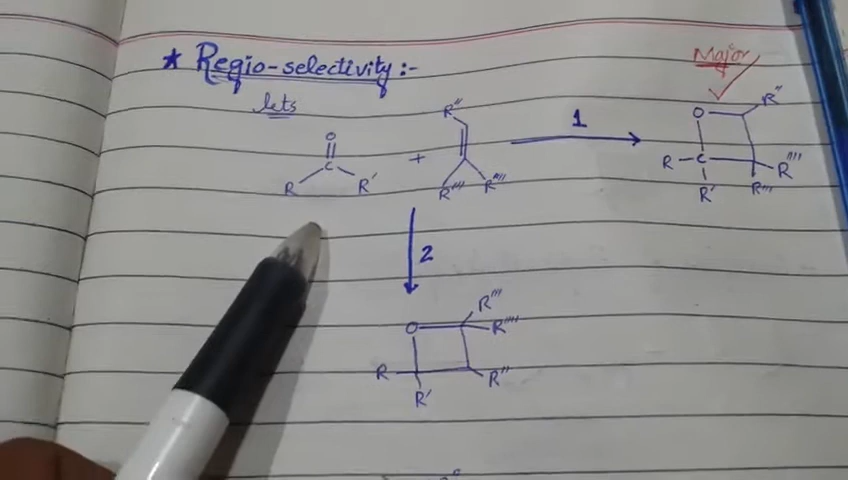 ★ Regio-selectivity :-
Major
lets
O R'' 1 O R''
C + C
R R' R'''' R''' R R' R''' R''''
2
O R''' R''''
R R' R''